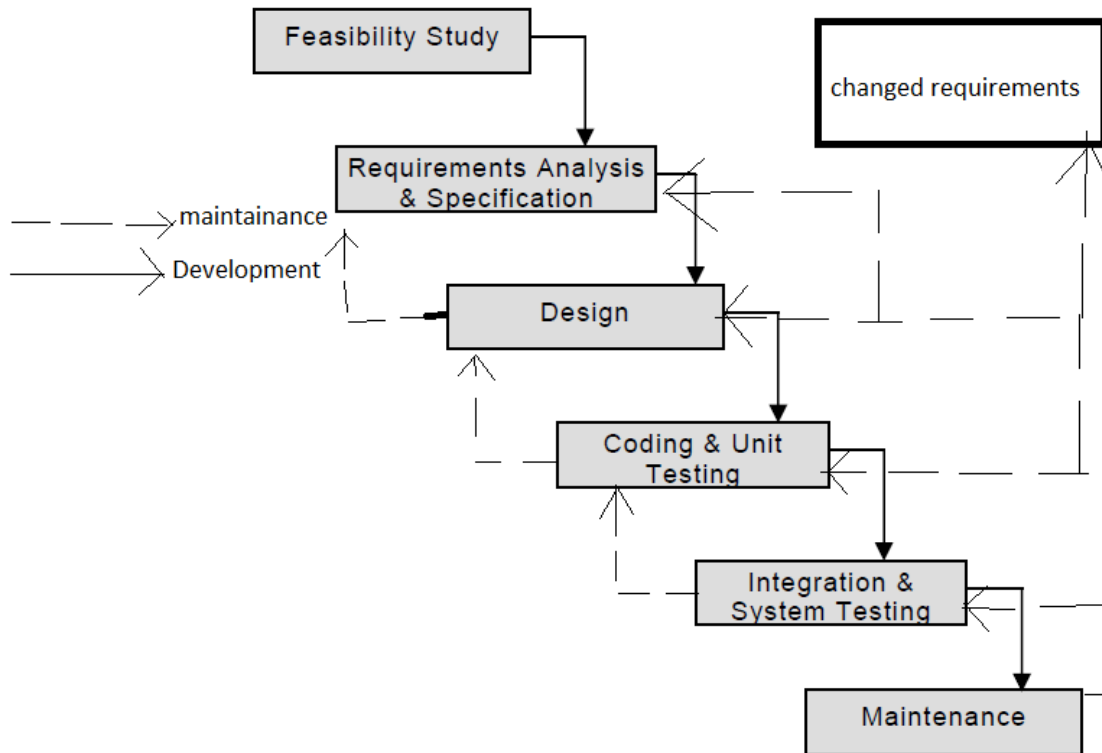 Feasibility Study
changed requirements
Requirements Analysis
& Specification
maintainance
Development
Design
Coding & Unit
Testing
Integration &
System Testing
Maintenance